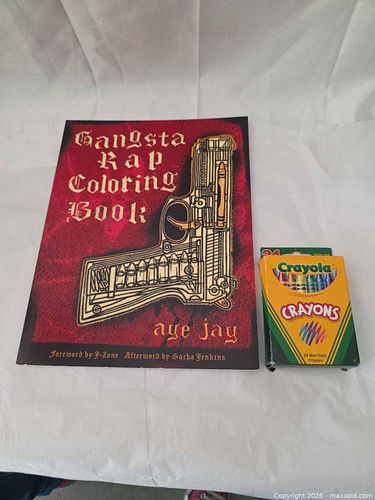 Gangsta
Rap
Coloring
Book
aye jay
Foreword by J-Zone Afterword by Sacha Jenkins
24
Crayola
CRAYONS
24 Non-Toxic
Crayons
Copyright 2026 - maxsold.com